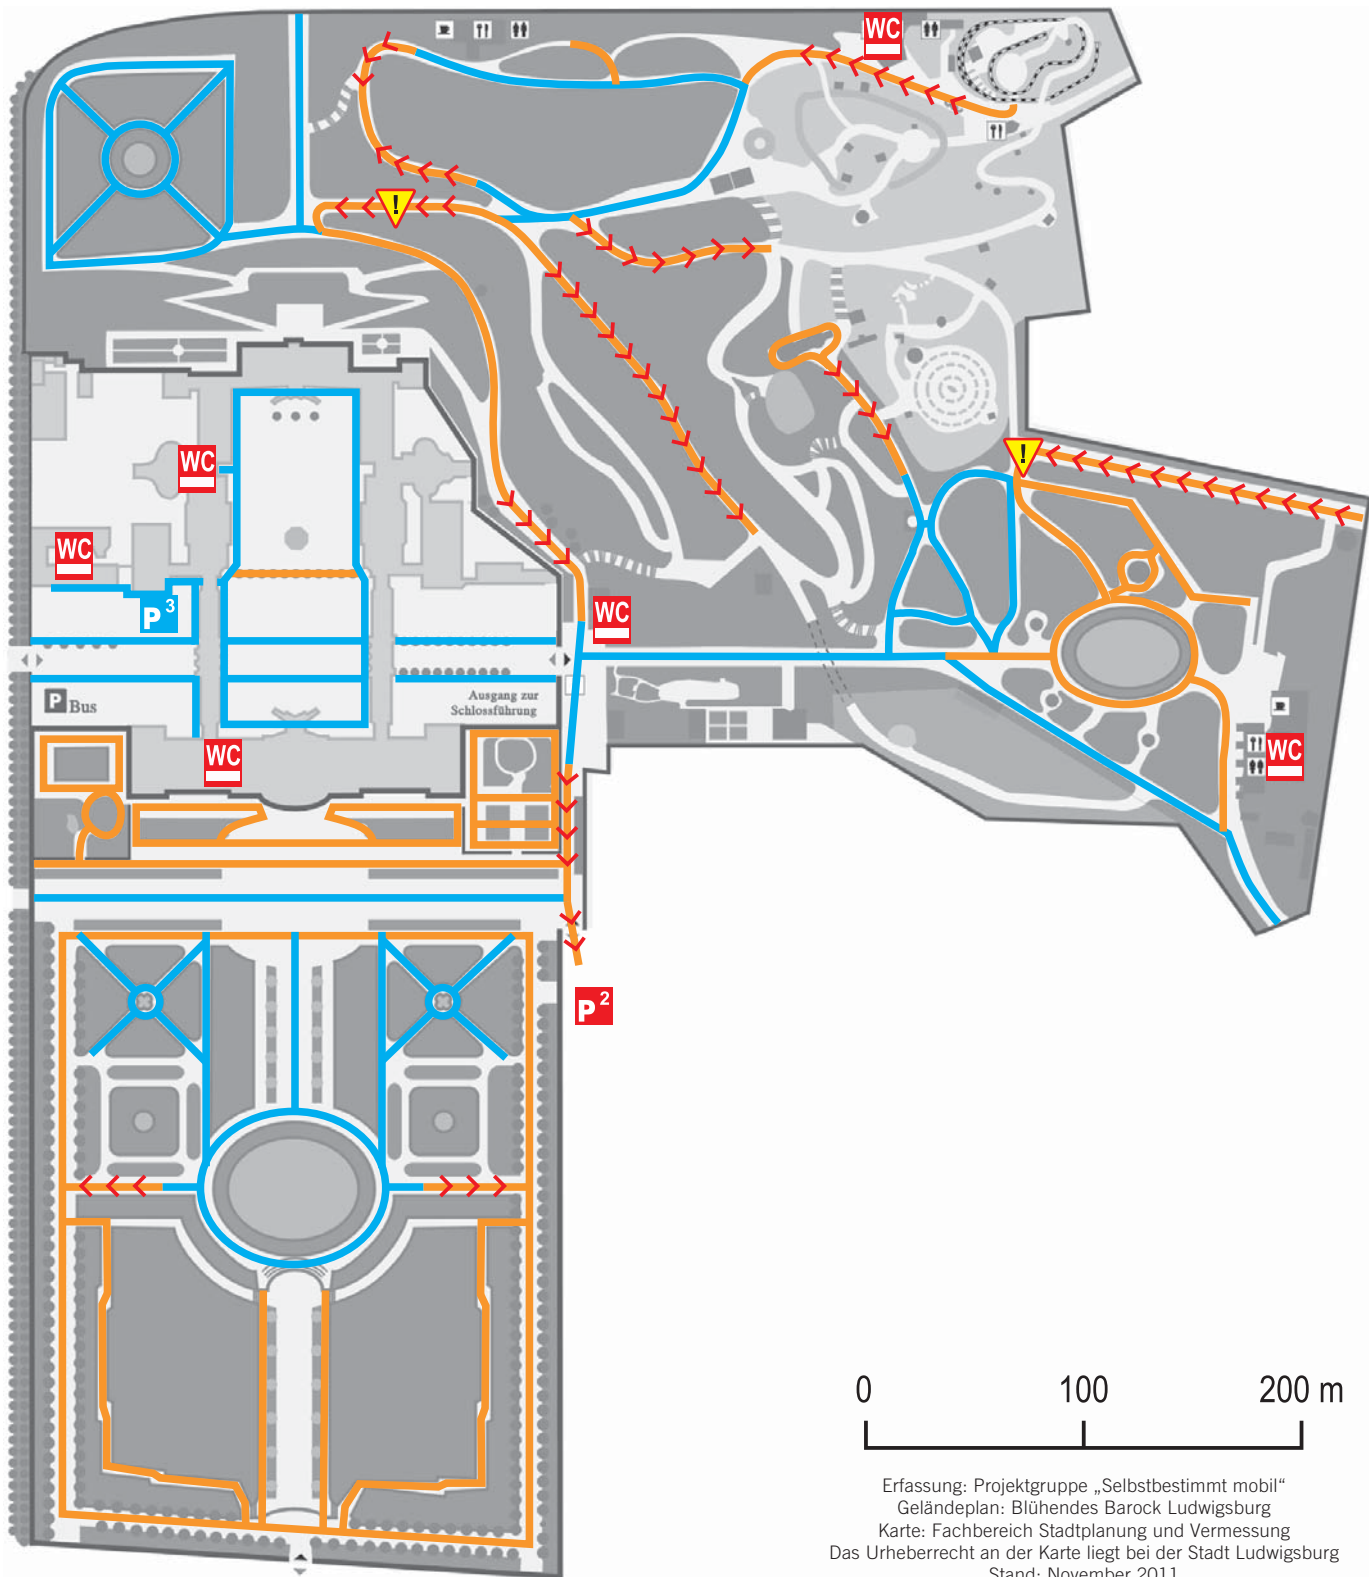 WC
!
WC
!
WC
WC
P 3
P Bus
Ausgang zur
Schlossführung
WC
WC
P 2
0 100 200 m
Erfassung: Projektgruppe „Selbstbestimmt mobil“
Geländeplan: Blühendes Barock Ludwigsburg
Karte: Fachbereich Stadtplanung und Vermessung
Das Urheberrecht an der Karte liegt bei der Stadt Ludwigsburg
Stand: November 2011